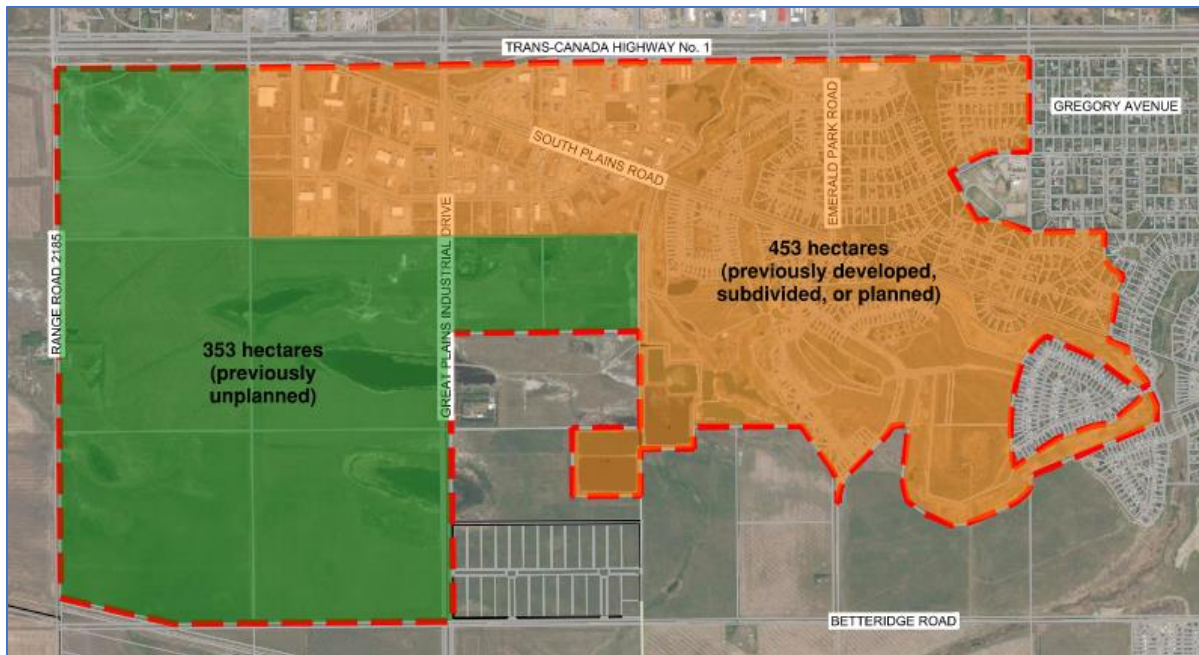 TRANS-CANADA HIGHWAY No. 1
GREGORY AVENUE
SOUTH PLAINS ROAD
EMERALD PARK ROAD
RANGE ROAD 2185
GREAT PLAINS INDUSTRIAL DRIVE
453 hectares
(previously developed,
subdivided, or planned)
353 hectares
(previously
unplanned)
BETTERIDGE ROAD